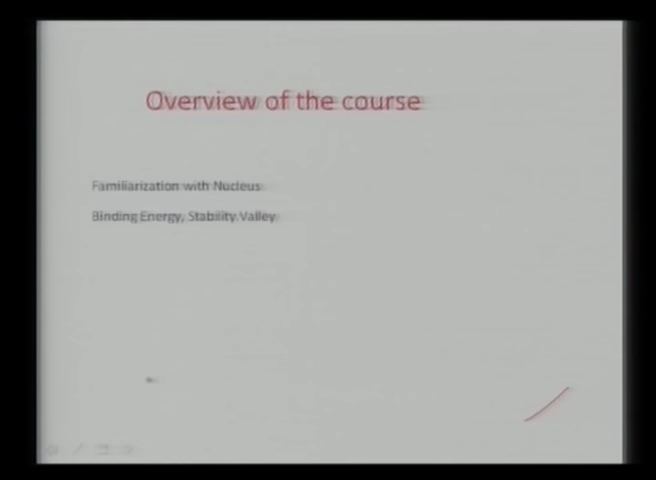 Overview of the course
Familiarization with Nucleus
Binding Energy, Stability Valley